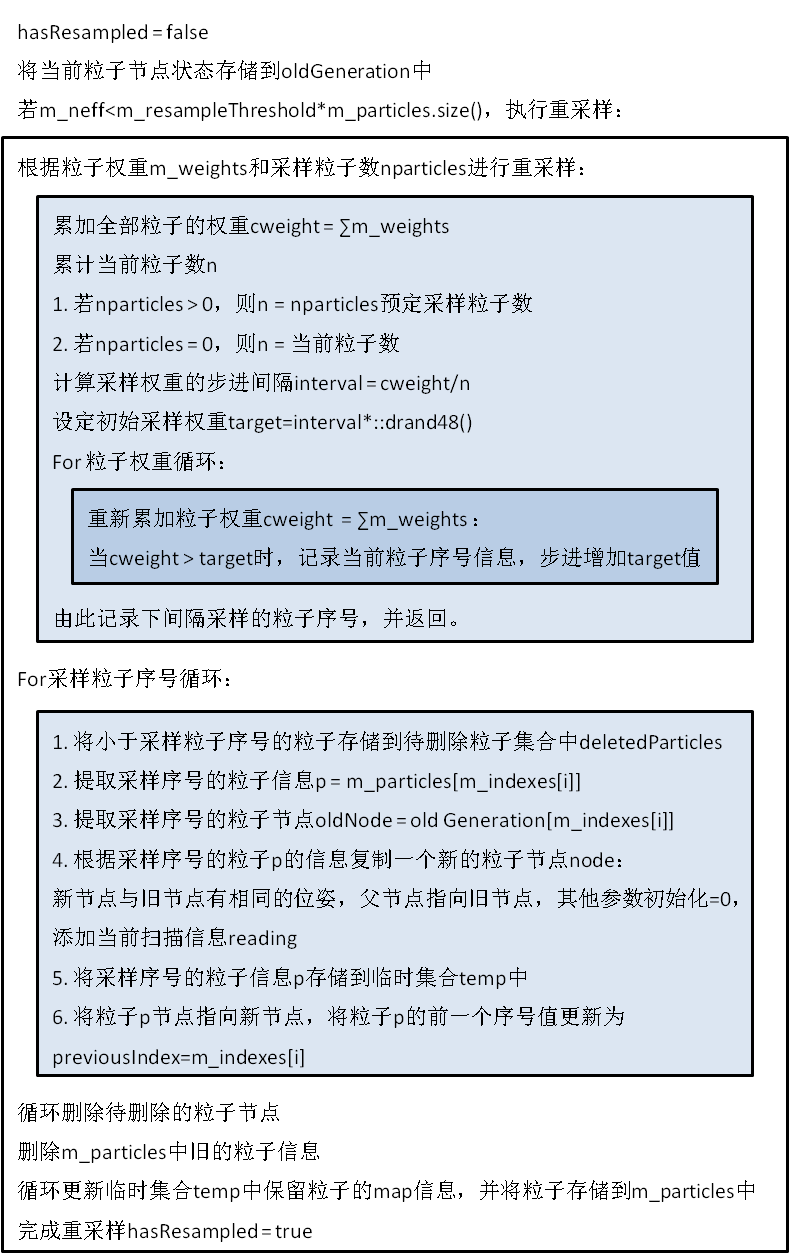 hasResampled = false
将当前粒子节点状态存储到oldGeneration中
若m_neff<m_resampleThreshold*m_particles.size()，执行重采样：
根据粒子权重m_weights和采样粒子数nparticles进行重采样：
累加全部粒子的权重cweight = ∑m_weights
累计当前粒子数n
1. 若nparticles > 0，则n = nparticles预定采样粒子数
2. 若nparticles = 0，则n = 当前粒子数
计算采样权重的步进间隔interval = cweight/n
设定初始采样权重target=interval*::drand48()
For 粒子权重循环：
重新累加粒子权重cweight = ∑m_weights：
当cweight > target时，记录当前粒子序号信息，步进增加target值
由此记录下间隔采样的粒子序号，并返回。
For采样粒子序号循环：
1. 将小于采样粒子序号的粒子存储到待删除粒子集合中deletedParticles
2. 提取采样序号的粒子信息p = m_particles[m_indexes[i]]
3. 提取采样序号的粒子节点oldNode = old Generation[m_indexes[i]]
4. 根据采样序号的粒子p的信息复制一个新的粒子节点node：
新节点与旧节点有相同的位姿，父节点指向旧节点，其他参数初始化=0，
添加当前扫描信息reading
5. 将采样序号的粒子信息p存储到临时集合temp中
6. 将粒子p节点指向新节点，将粒子p的前一个序号值更新为
previousIndex=m_indexes[i]
循环删除待删除的粒子节点
删除m_particles中旧的粒子信息
循环更新临时集合temp中保留粒子的map信息，并将粒子存储到m_particles中
完成重采样hasResampled = true